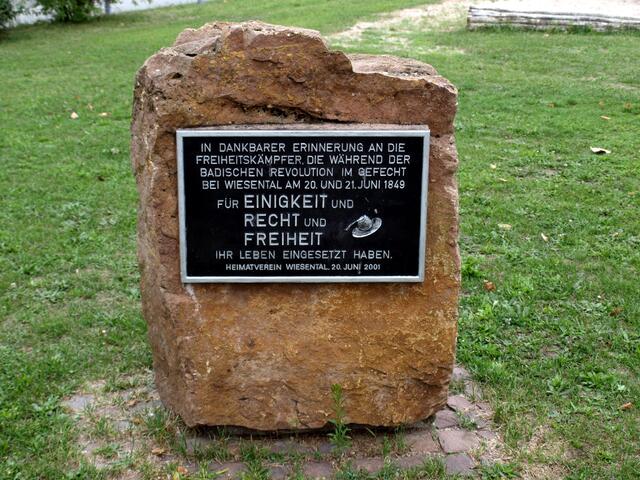 IN DANKBARER ERINNERUNG AN DIE
FREIHEITSKÄMPFER, DIE WÄHREND DER
BADISCHEN REVOLUTION IM GEFECHT
BEI WIESENTAL AM 20. UND 21. JUNI 1849
FÜR EINIGKEIT UND
RECHT UND
FREIHEIT
IHR LEBEN EINGESETZT HABEN.
HEIMATVEREIN WIESENTAL, 20. JUNI 2001